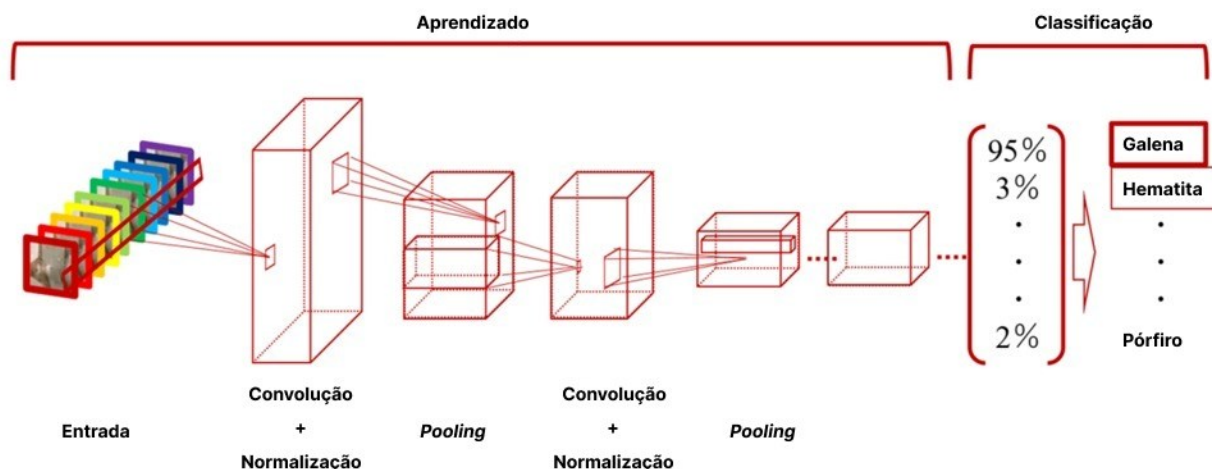 Aprendizado
Classificação
95%
3%
2%
Galena
Hematita
Pórfiro
Entrada
Convolução
+
Normalização
Pooling
Convolução
+
Normalização
Pooling